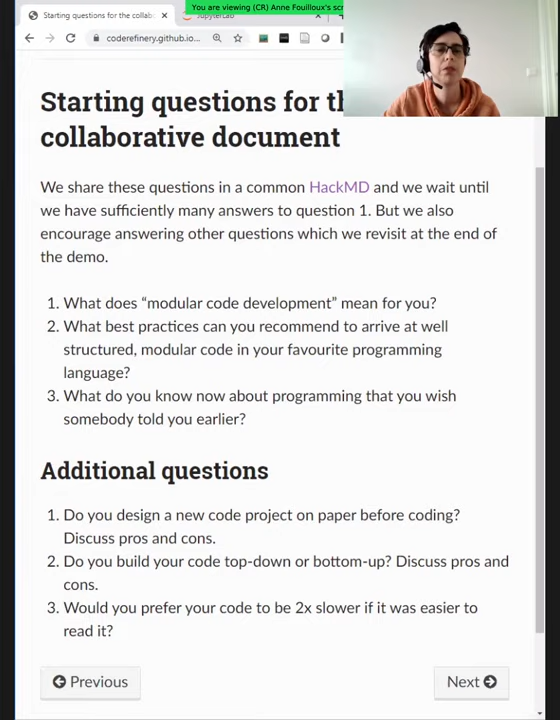 You are viewing (CR) Anne Fouilloux's scr
Starting questions for the collab
JupyterLab
coderefinery.github.io...
Starting questions for th
collaborative document
We share these questions in a common HackMD and we wait until
we have sufficiently many answers to question 1. But we also
encourage answering other questions which we revisit at the end of
the demo.
1. What does “modular code development” mean for you?
2. What best practices can you recommend to arrive at well
structured, modular code in your favourite programming
language?
3. What do you know now about programming that you wish
somebody told you earlier?
Additional questions
1. Do you design a new code project on paper before coding?
Discuss pros and cons.
2. Do you build your code top-down or bottom-up? Discuss pros and
cons.
3. Would you prefer your code to be 2x slower if it was easier to
read it?
Previous
Next